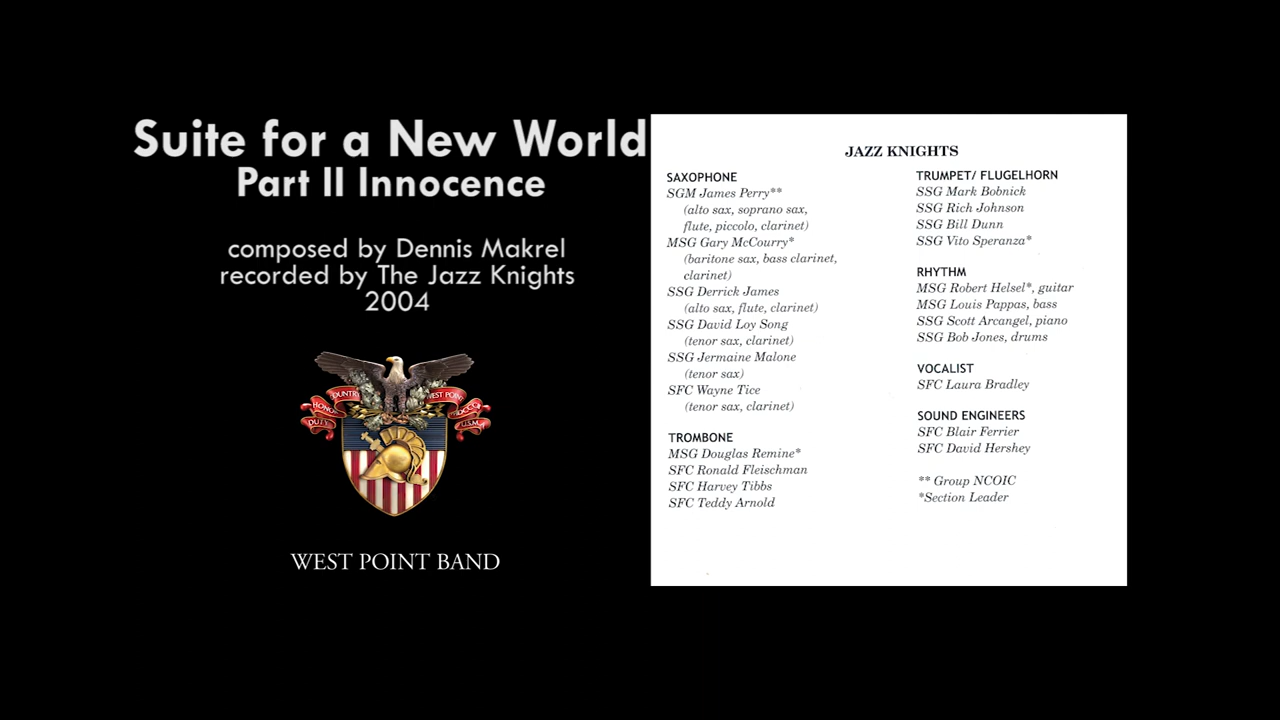 Suite for a New World
Part II Innocence
composed by Dennis Makrel
recorded by The Jazz Knights
2004
DUTY
HONOR
COUNTRY
WEST POINT
MDCCCII
U.S.M.A
WEST POINT BAND
JAZZ KNIGHTS
SAXOPHONE
SGM James Perry**
(alto sax, soprano sax,
flute, piccolo, clarinet)
MSG Gary McCourry*
(baritone sax, bass clarinet,
clarinet)
SSG Derrick James
(alto sax, flute, clarinet)
SSG David Loy Song
(tenor sax, clarinet)
SSG Jermaine Malone
(tenor sax)
SFC Wayne Tice
(tenor sax, clarinet)
TROMBONE
MSG Douglas Remine*
SFC Ronald Fleischman
SFC Harvey Tibbs
SFC Teddy Arnold
TRUMPET/ FLUGELHORN
SSG Mark Bobnick
SSG Rich Johnson
SSG Bill Dunn
SSG Vito Speranza*
RHYTHM
MSG Robert Helsel*, guitar
MSG Louis Pappas, bass
SSG Scott Arcangel, piano
SSG Bob Jones, drums
VOCALIST
SFC Laura Bradley
SOUND ENGINEERS
SFC Blair Ferrier
SFC David Hershey
** Group NCOIC
*Section Leader